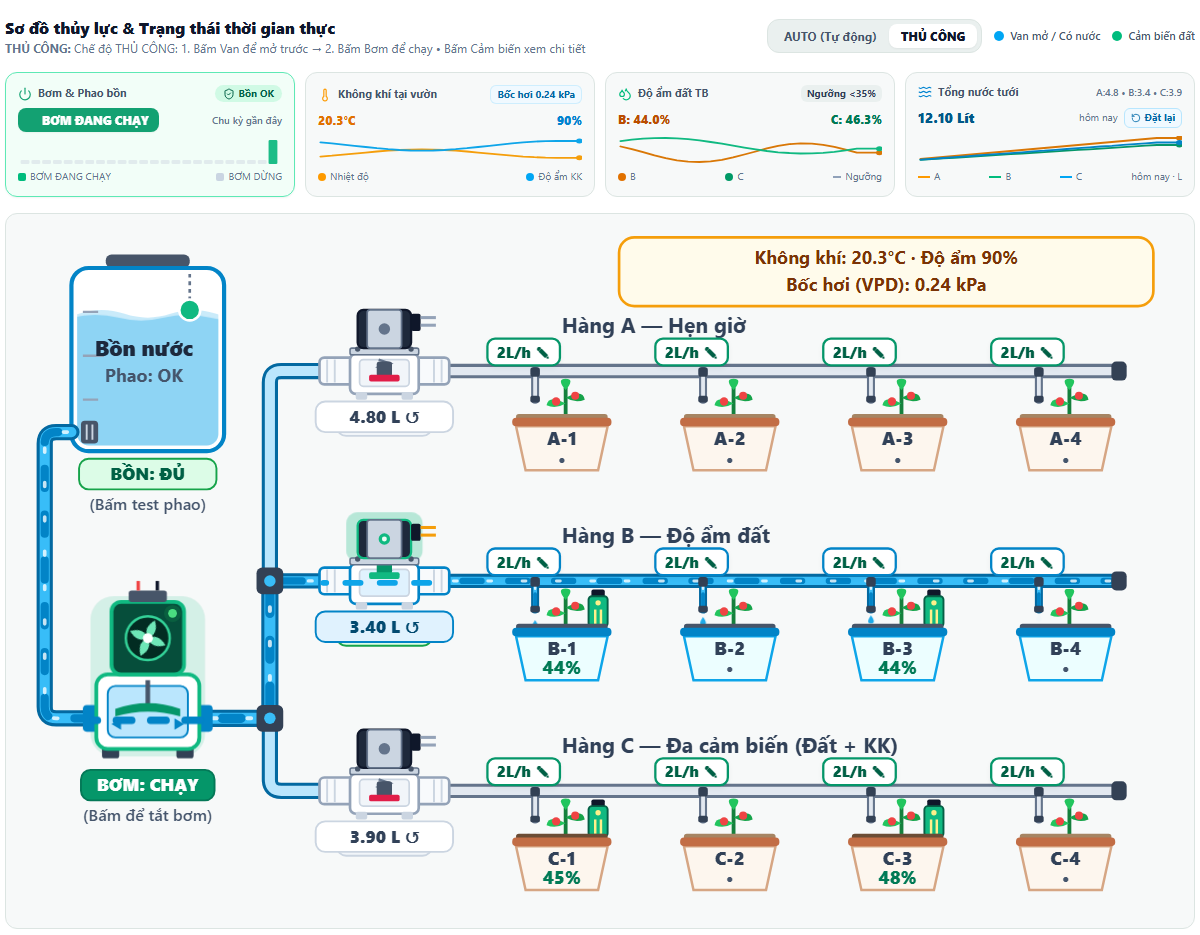 Sơ đồ thủy lực & Trạng thái thời gian thực
THỦ CÔNG: Chế độ THỦ CÔNG: 1. Bấm Van để mở trước → 2. Bấm Bơm để chạy • Bấm Cảm biến xem chi tiết
AUTO (Tự động) THỦ CÔNG
Van mở / Có nước Cảm biến đất
Bơm & Phao bồn Bồn OK
BƠM ĐANG CHẠY Chu kỳ gần đây
BƠM ĐANG CHẠY BƠM DỪNG
Không khí tại vườn Bốc hơi 0.24 kPa
20.3°C 90%
Nhiệt độ Độ ẩm KK
Độ ẩm đất TB Ngưỡng <35%
B: 44.0% C: 46.3%
B C Ngưỡng
Tổng nước tưới A:4.8 • B:3.4 • C:3.9
12.10 Lít hôm nay Đặt lại
A B C hôm nay · L
Không khí: 20.3°C · Độ ẩm 90%
Bốc hơi (VPD): 0.24 kPa
Bồn nước
Phao: OK
BỒN: ĐỦ
(Bấm test phao)
BƠM: CHẠY
(Bấm để tắt bơm)
Hàng A — Hẹn giờ
2L/h 2L/h 2L/h 2L/h
4.80 L ↺
A-1 A-2 A-3 A-4
Hàng B — Độ ẩm đất
2L/h 2L/h 2L/h 2L/h
3.40 L ↺
B-1 B-2 B-3 B-4
44% 44%
Hàng C — Đa cảm biến (Đất + KK)
2L/h 2L/h 2L/h 2L/h
3.90 L ↺
C-1 C-2 C-3 C-4
45% 48%